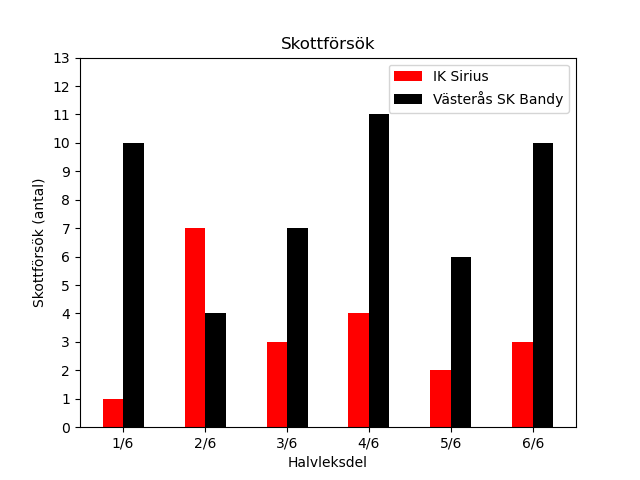 Skottförsök
IK Sirius
Västerås SK Bandy
Skottförsök (antal)
13
12
11
10
9
8
7
6
5
4
3
2
1
0
1/6 2/6 3/6 4/6 5/6 6/6
Halvleksdel